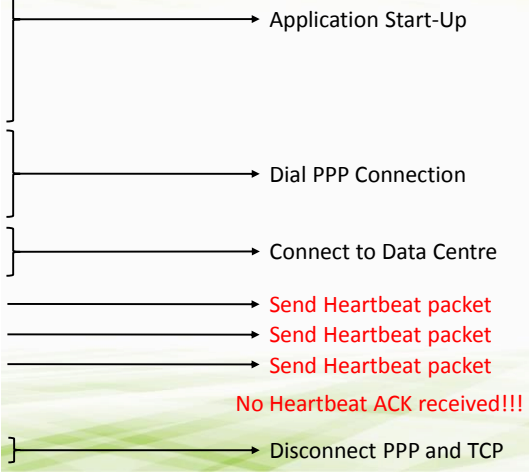 Application Start-Up
Dial PPP Connection
Connect to Data Centre
Send Heartbeat packet
Send Heartbeat packet
Send Heartbeat packet
No Heartbeat ACK received!!!
Disconnect PPP and TCP